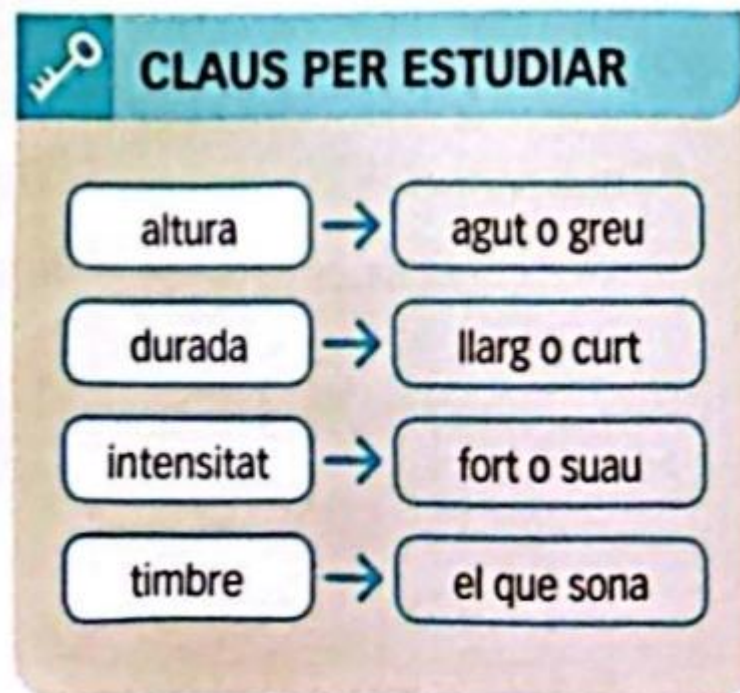 CLAUS PER ESTUDIAR
altura → agut o greu
durada → llarg o curt
intensitat → fort o suau
timbre → el que sona